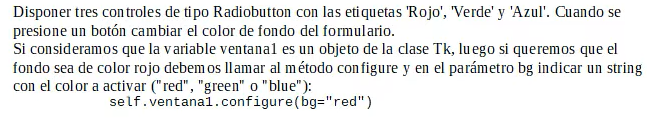 Disponer tres controles de tipo Radiobutton con las etiquetas 'Rojo', 'Verde' y 'Azul'. Cuando se
presione un botón cambiar el color de fondo del formulario.
Si consideramos que la variable ventana1 es un objeto de la clase Tk, luego si queremos que el
fondo sea de color rojo debemos llamar al método configure y en el parámetro bg indicar un string
con el color a activar ("red", "green" o "blue"):
self.ventana1.configure(bg="red")